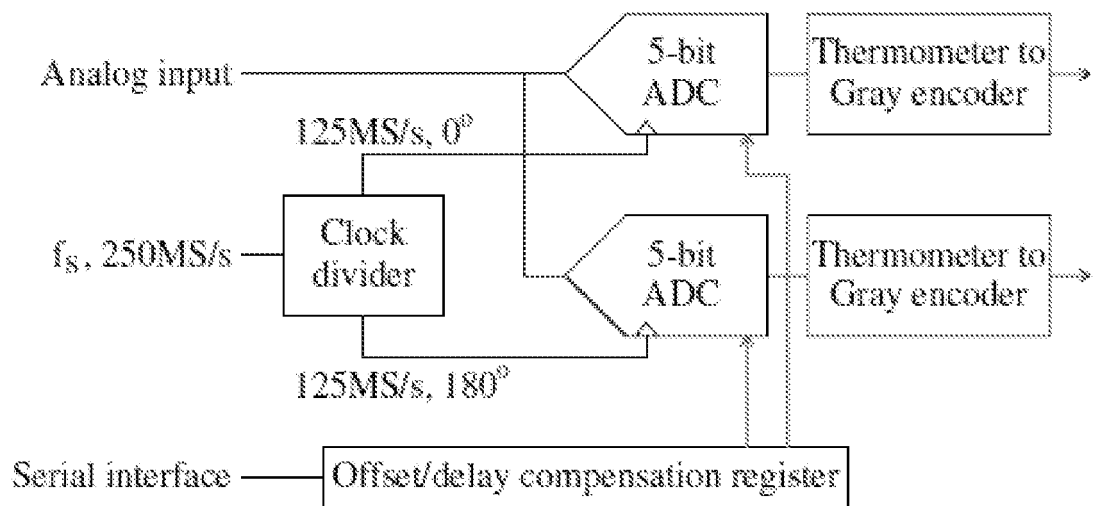 Analog input
5-bit
ADC
Thermometer to
Gray encoder
125MS/s, 0°
fs, 250MS/s
Clock
divider
5-bit
ADC
Thermometer to
Gray encoder
125MS/s, 180°
Serial interface
Offset/delay compensation register